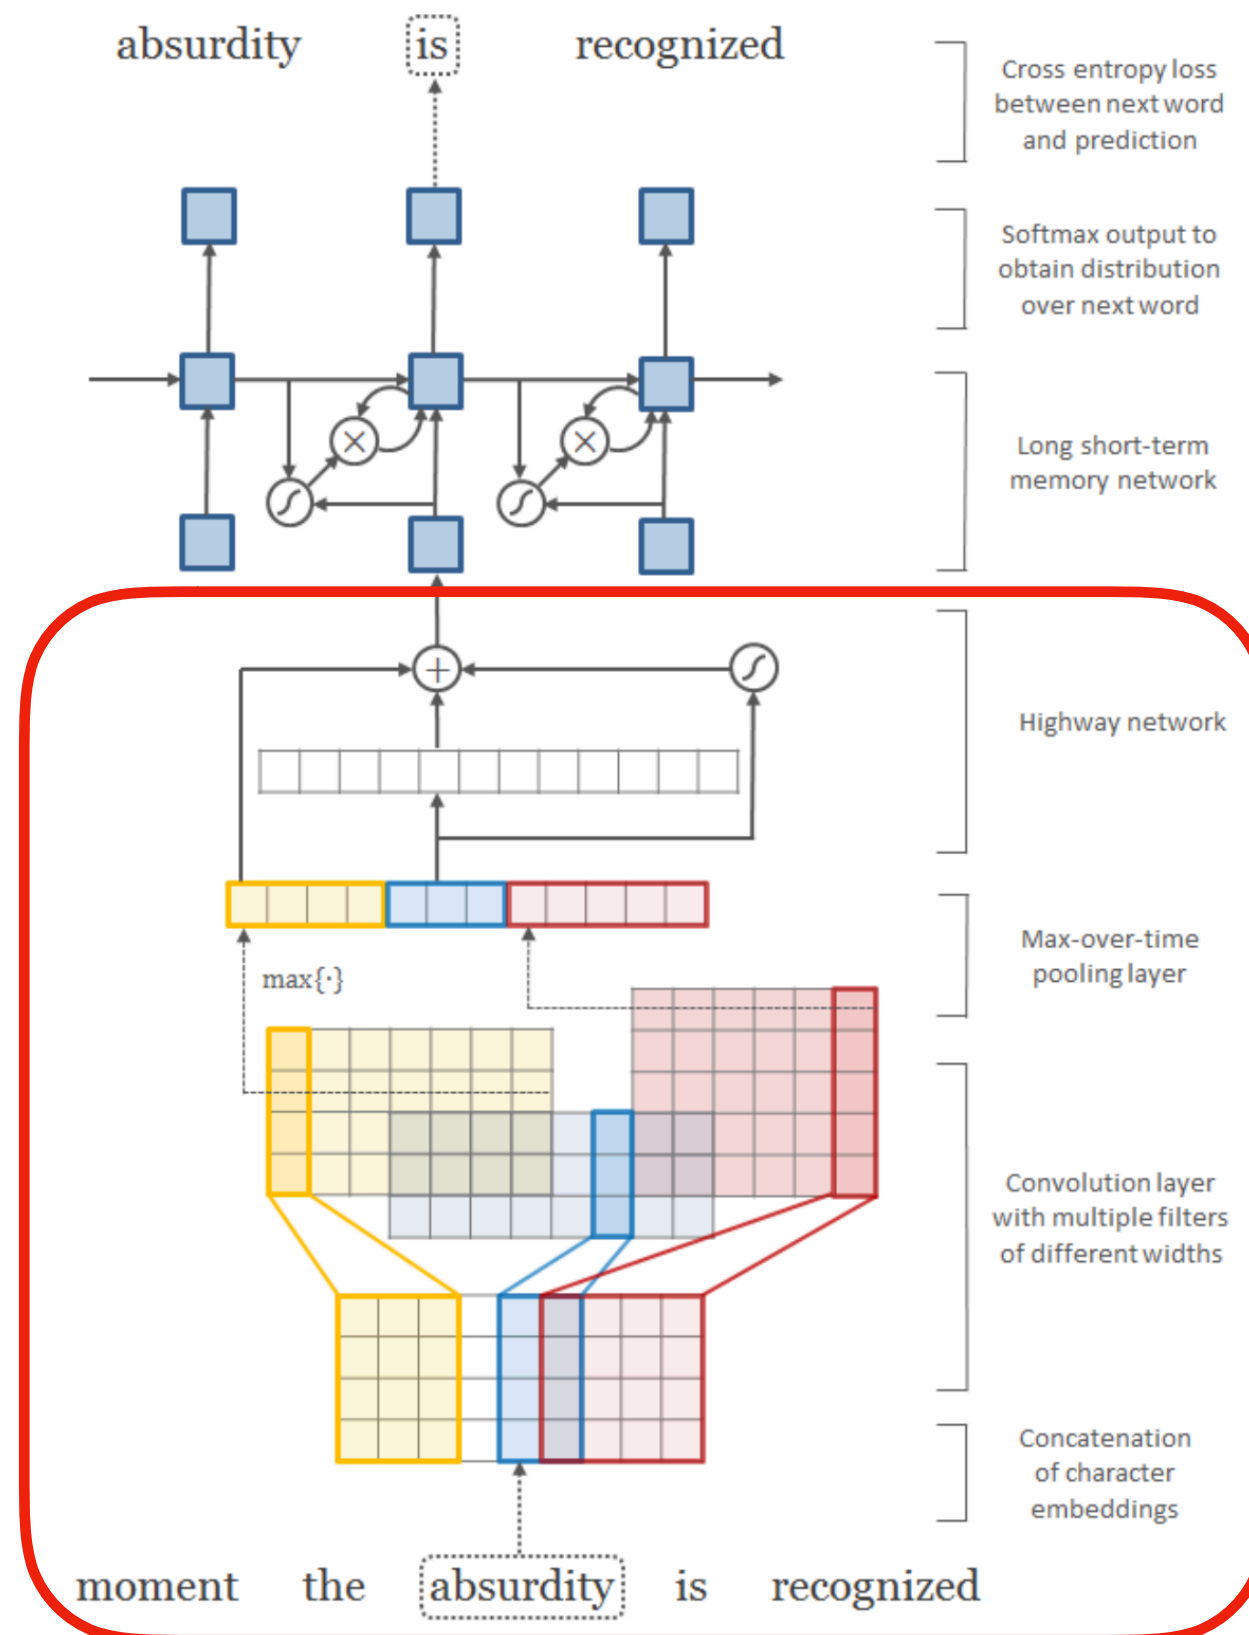 absurdity is recognized
Cross entropy loss
between next word
and prediction
Softmax output to
obtain distribution
over next word
Long short-term
memory network
Highway network
Max-over-time
pooling layer
max{·}
Convolution layer
with multiple filters
of different widths
Concatenation
of character
embeddings
moment the absurdity is recognized